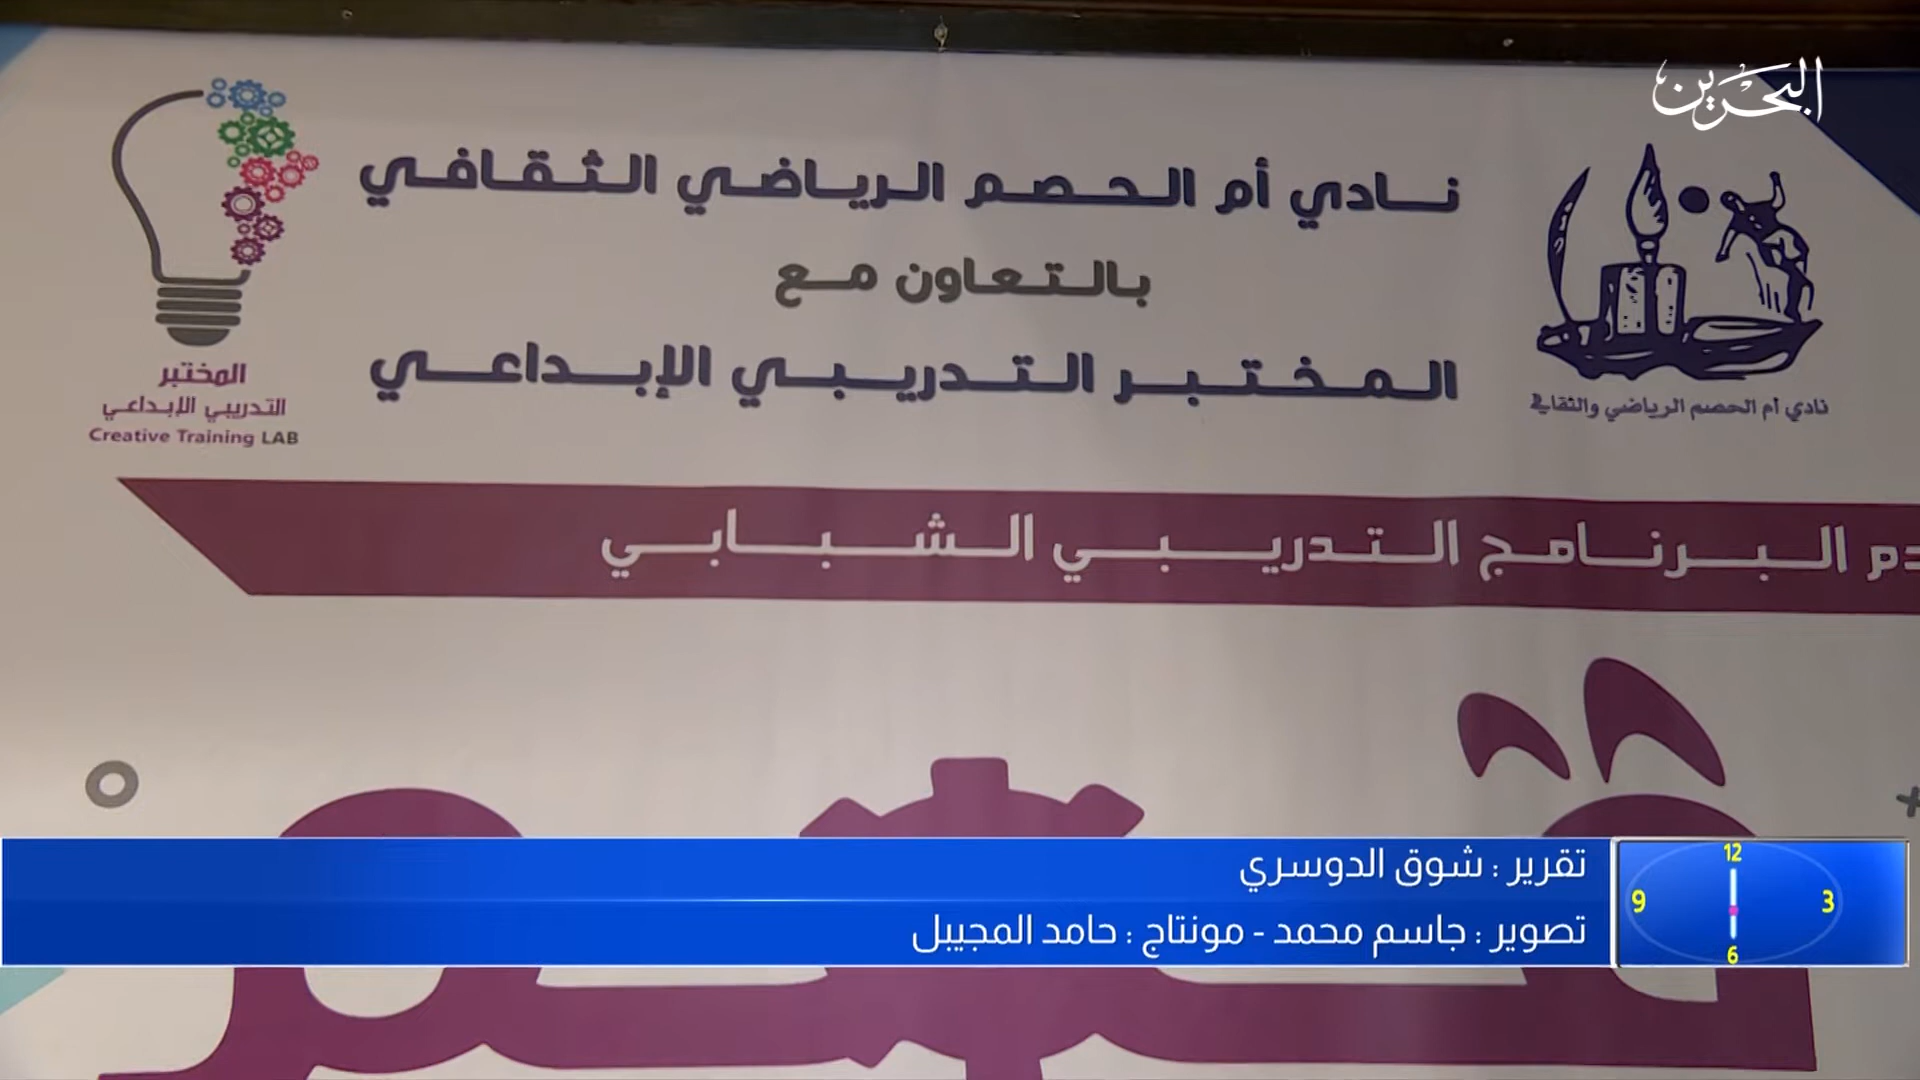 البحرين
نادي أم الحصم الرياضي الثقافي
بالتعاون مع
المختبر التدريبي الإبداعي
نادي أم الحصم الرياضي والثقافي
المختبر
التدريبي الإبداعي
Creative Training LAB
البرنامج التدريبي الشبابي
تقرير : شوق الدوسري
تصوير : جاسم محمد - مونتاج : حامد المجيبل
12
9
3
6